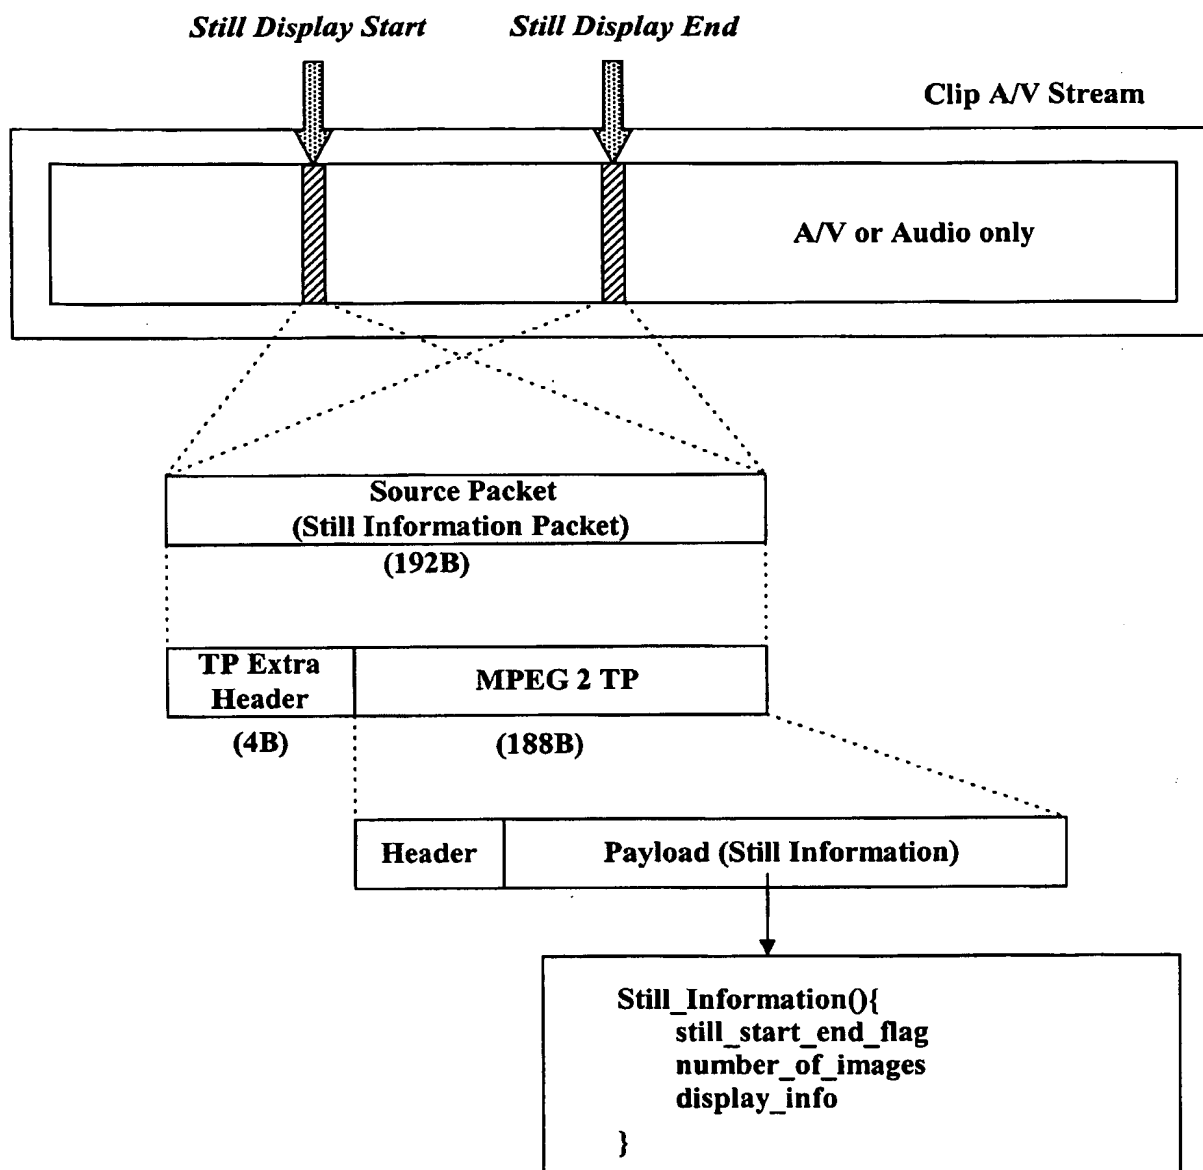 Still Display Start
Still Display End
Clip A/V Stream
A/V or Audio only
Source Packet
(Still Information Packet)
(192B)
TP Extra
Header
MPEG 2 TP
(4B)
(188B)
Header
Payload (Still Information)
Still_Information(){
still_start_end_flag
number_of_images
display_info
}